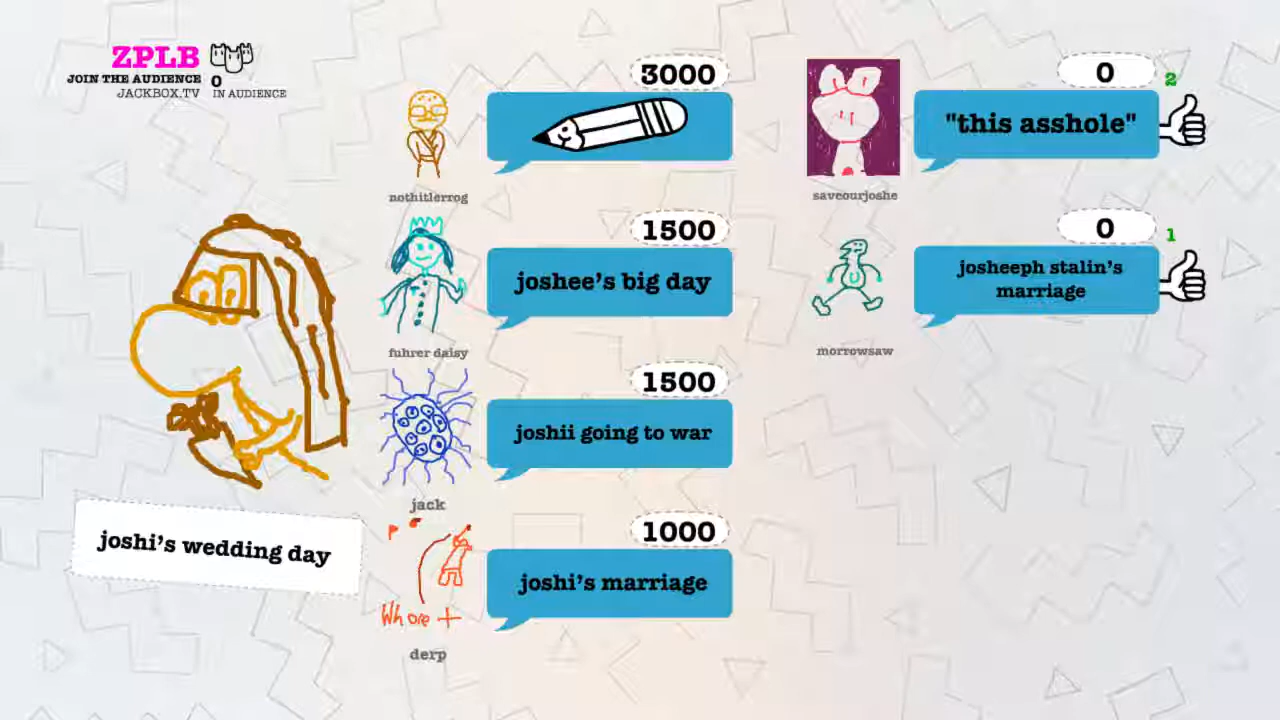 ZPLB
JOIN THE AUDIENCE
JACKBOX.TV
0
IN AUDIENCE
3000
nothitlerrog
1500
joshee's big day
fuhrer daisy
1500
joshii going to war
jack
1000
joshi's marriage
Whore +
derp
0
2
"this asshole"
saveourjoshe
0
1
josheeph stalin's
marriage
morrowsaw
joshi's wedding day